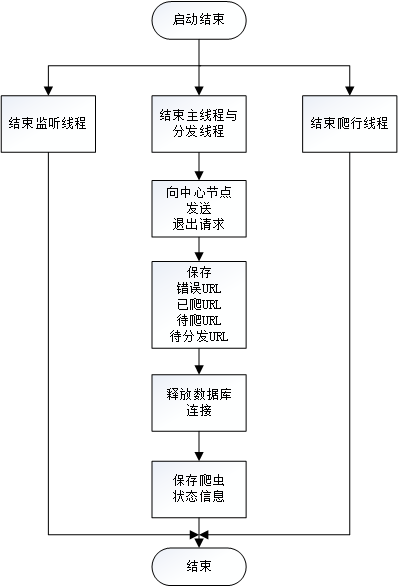 启动结束
结束监听线程
结束主线程与
分发线程
结束爬行线程
向中心节点
发送
退出请求
保存
错误URL
已爬URL
待爬URL
待分发URL
释放数据库
连接
保存爬虫
状态信息
结束